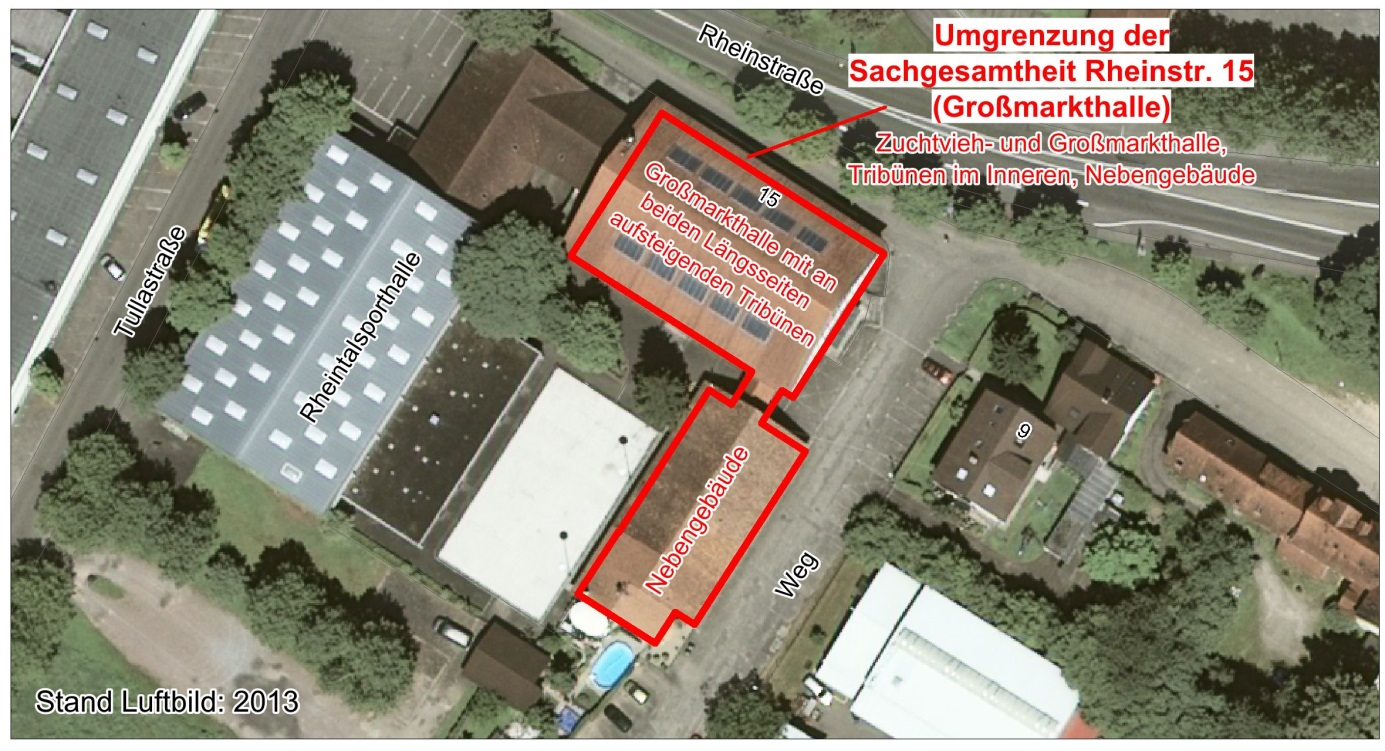 Rheinstraße
Umgrenzung der
Sachgesamtheit Rheinstr. 15
(Großmarkthalle)
Zuchtvieh- und Großmarkthalle,
Tribünen im Inneren, Nebengebäude
15
Großmarkthalle mit an
beiden Längsseiten
aufsteigenden Tribünen
Tullastraße
Rheintalsporthalle
9
Nebengebäude
Weg
Stand Luftbild: 2013